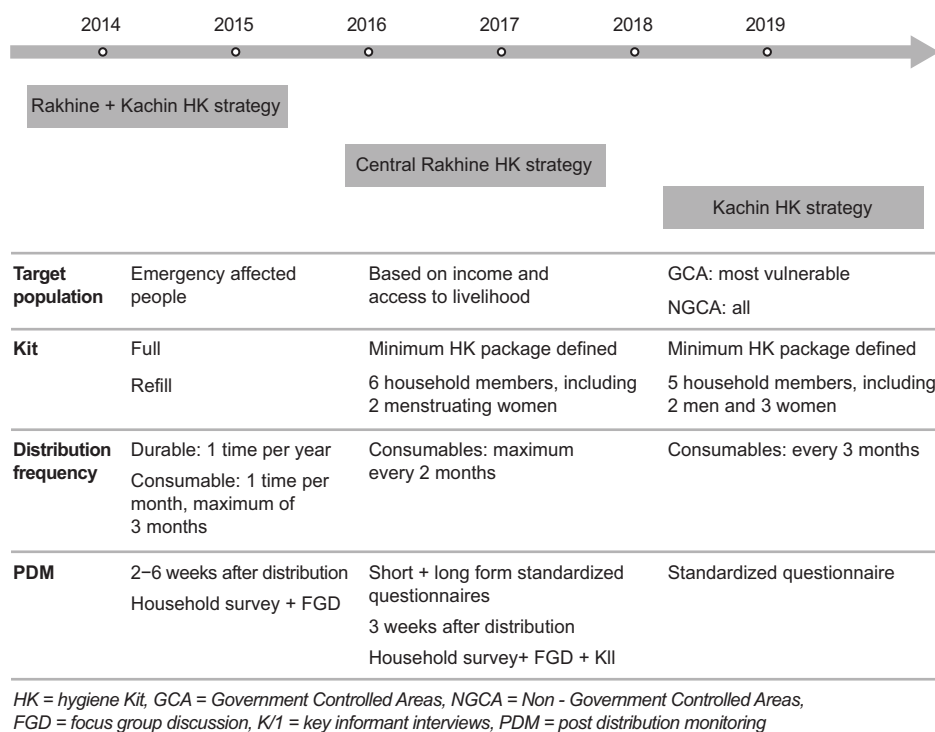 2014 2015 2016 2017 2018 2019
Rakhine + Kachin HK strategy
Central Rakhine HK strategy
Kachin HK strategy
Target
population
Emergency affected
people
Based on income and
access to livelihood
GCA: most vulnerable
NGCA: all
Kit
Full
Refill
Minimum HK package defined
6 household members, including
2 menstruating women
Minimum HK package defined
5 household members, including
2 men and 3 women
Distribution
frequency
Durable: 1 time per year
Consumable: 1 time per
month, maximum of
3 months
Consumables: maximum
every 2 months
Consumables: every 3 months
PDM
2–6 weeks after distribution
Household survey + FGD
Short + long form standardized
questionnaires
3 weeks after distribution
Household survey+ FGD + KII
Standardized questionnaire
HK = hygiene Kit, GCA = Government Controlled Areas, NGCA = Non - Government Controlled Areas,
FGD = focus group discussion, K/1 = key informant interviews, PDM = post distribution monitoring